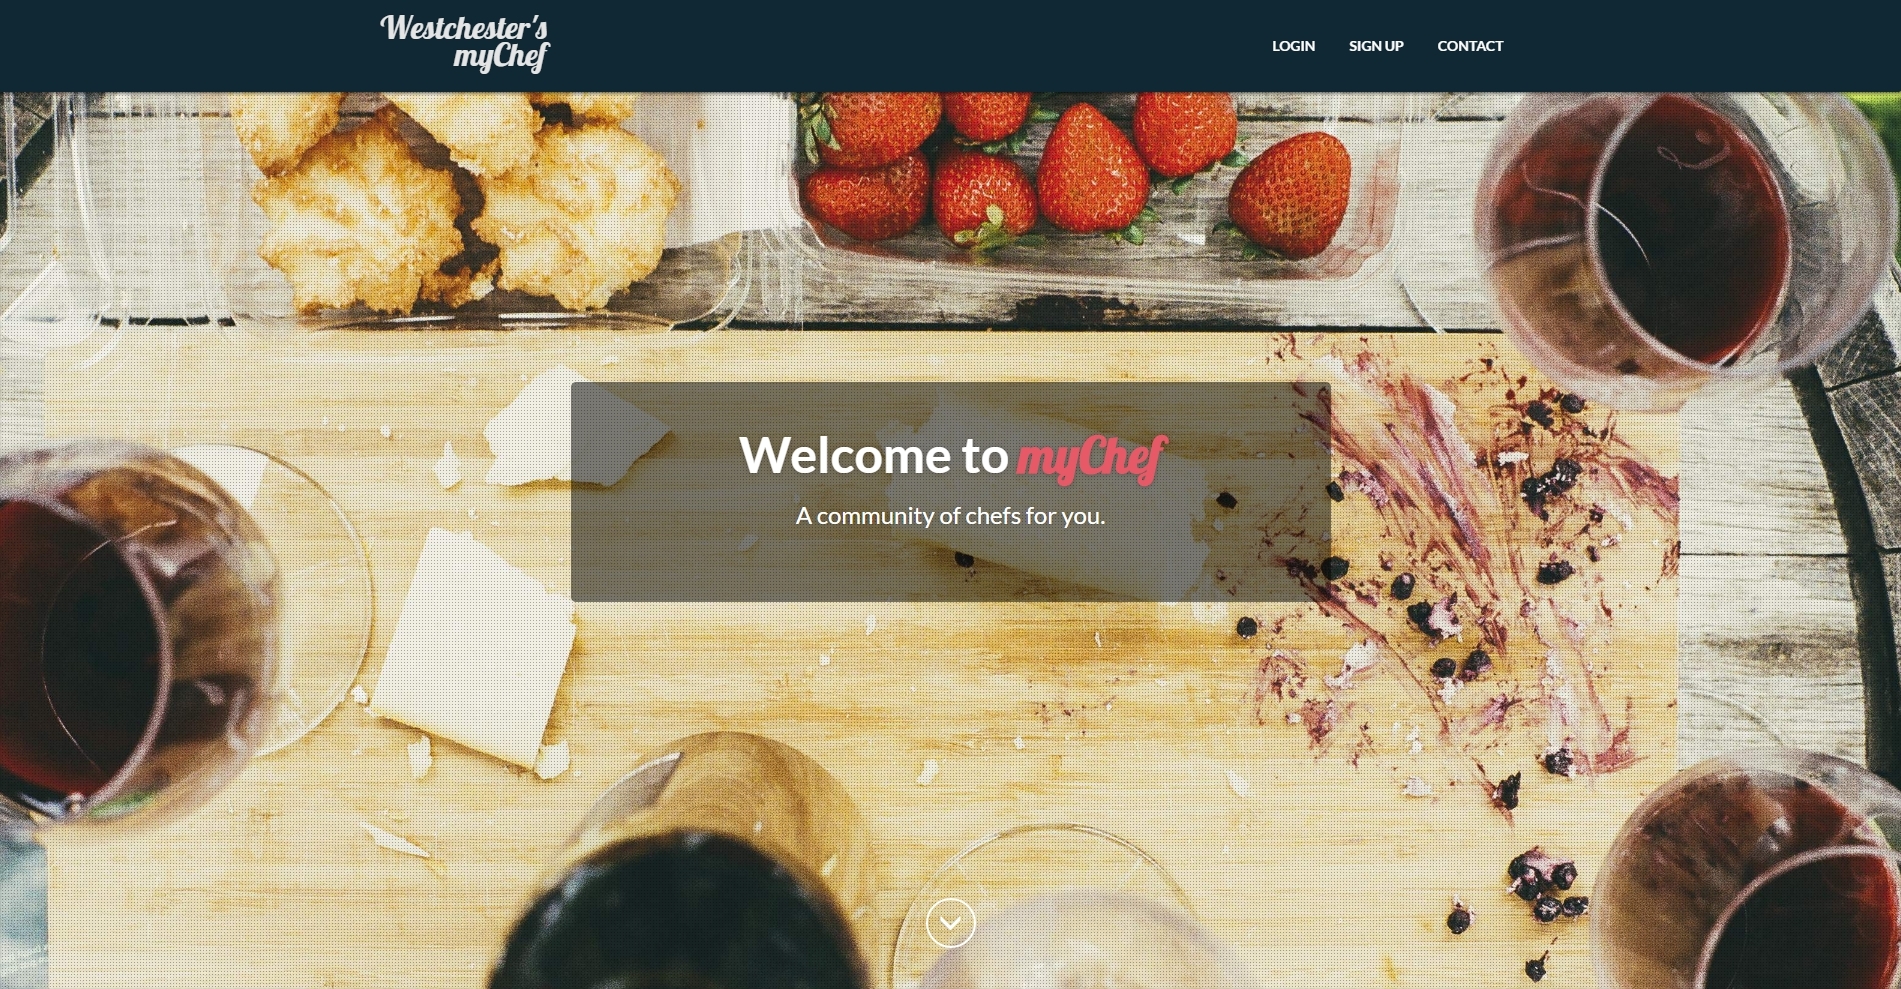 Westchester's
myChef
LOGIN SIGN UP CONTACT
Welcome to myChef
A community of chefs for you.